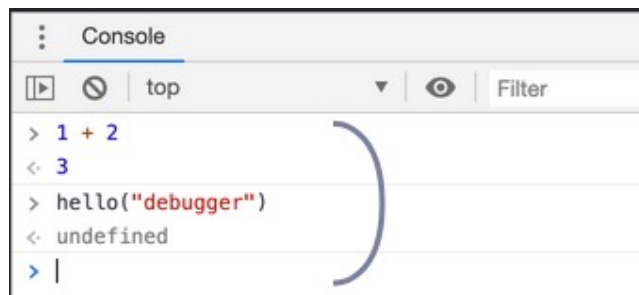 Console
top Filter
> 1 + 2
3
> hello("debugger")
undefined
>